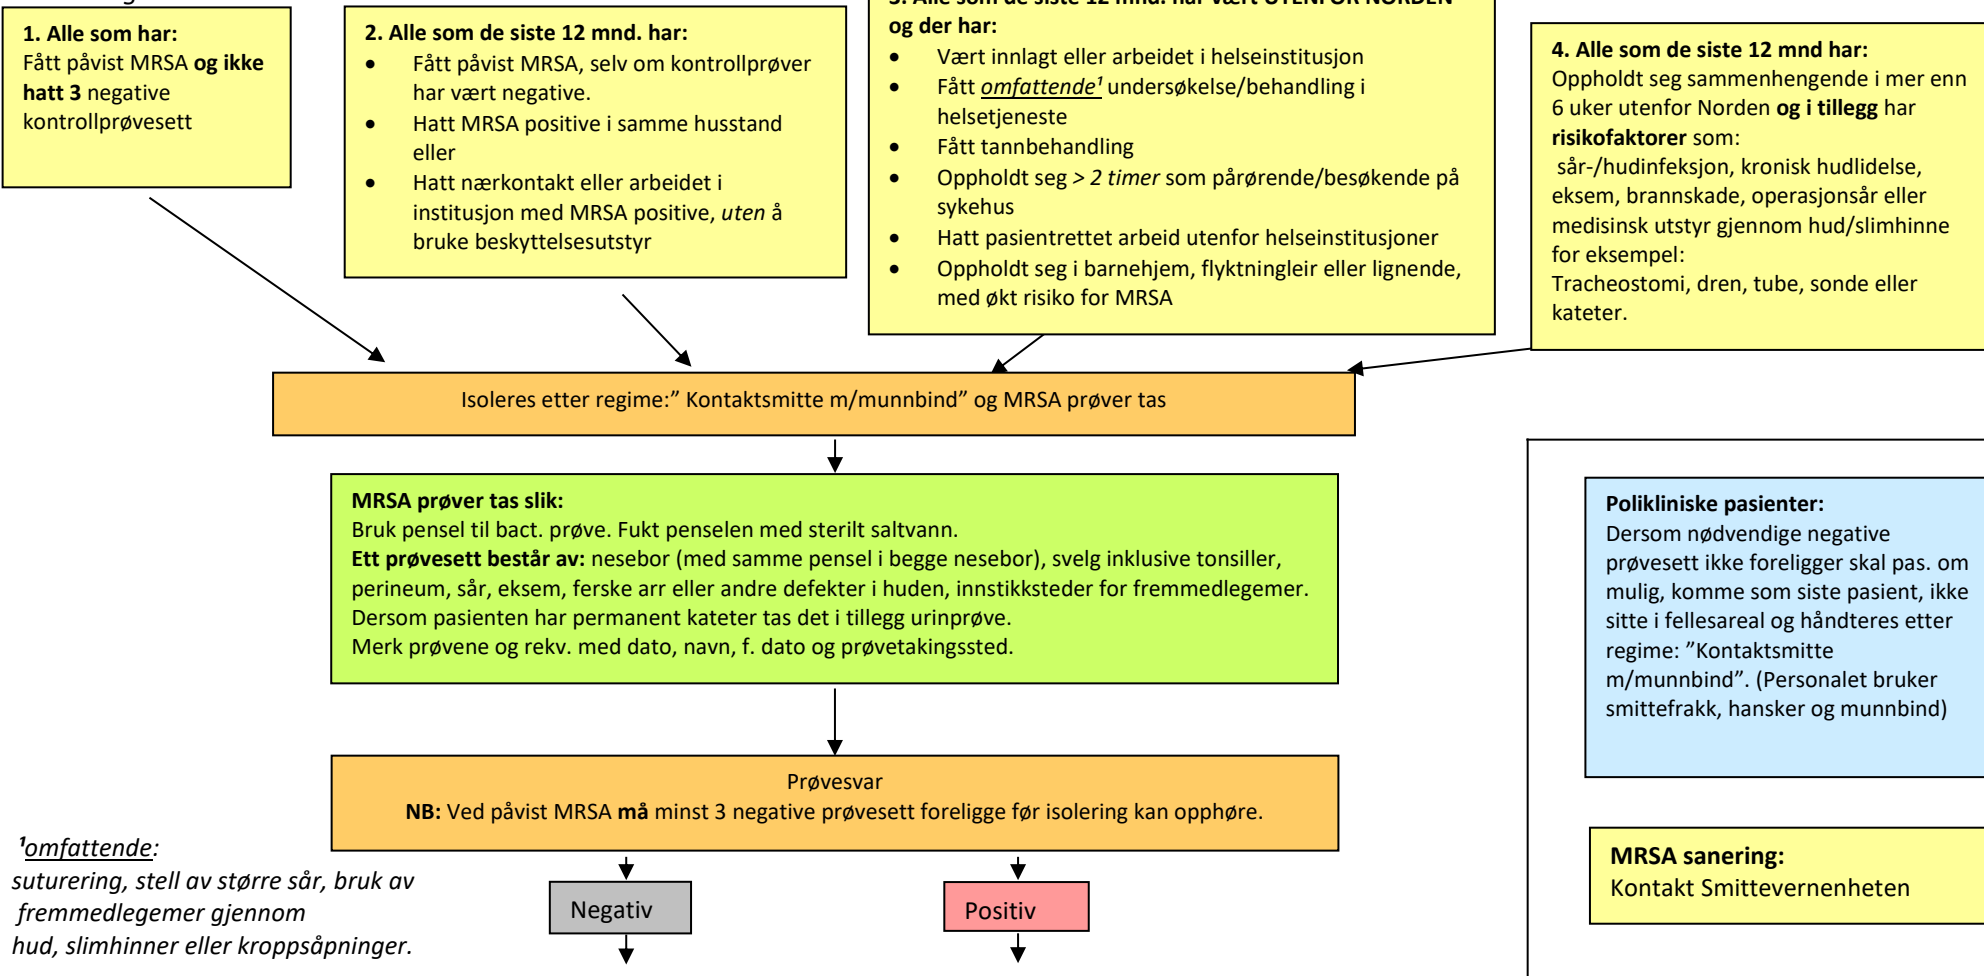 1. Alle som har:
Fått påvist MRSA og ikke
hatt 3 negative
kontrollprøvesett
2. Alle som de siste 12 mnd. har:
• Fått påvist MRSA, selv om kontrollprøver
har vært negative.
• Hatt MRSA positive i samme husstand
eller
• Hatt nærkontakt eller arbeidet i
institusjon med MRSA positive, uten å
bruke beskyttelsesutstyr
3. Alle som de siste 12 mnd. har vært UTENFOR NORDEN
og der har:
• Vært innlagt eller arbeidet i helseinstitusjon
• Fått omfattende¹ undersøkelse/behandling i
helsetjeneste
• Fått tannbehandling
• Oppholdt seg > 2 timer som pårørende/besøkende på
sykehus
• Hatt pasientrettet arbeid utenfor helseinstitusjoner
• Oppholdt seg i barnehjem, flyktningleir eller lignende,
med økt risiko for MRSA
4. Alle som de siste 12 mnd har:
Oppholdt seg sammenhengende i mer enn
6 uker utenfor Norden og i tillegg har
risikofaktorer som:
sår-/hudinfeksjon, kronisk hudlidelse,
eksem, brannskade, operasjonsår eller
medisinsk utstyr gjennom hud/slimhinne
for eksempel:
Tracheostomi, dren, tube, sonde eller
kateter.
Isoleres etter regime:” Kontaktsmitte m/munnbind” og MRSA prøver tas
MRSA prøver tas slik:
Bruk pensel til bact. prøve. Fukt penselen med sterilt saltvann.
Ett prøvesett består av: nesebor (med samme pensel i begge nesebor), svelg inklusive tonsiller,
perineum, sår, eksem, ferske arr eller andre defekter i huden, innstikksteder for fremmedlegemer.
Dersom pasienten har permanent kateter tas det i tillegg urinprøve.
Merk prøvene og rekv. med dato, navn, f. dato og prøvetakingssted.
Polikliniske pasienter:
Dersom nødvendige negative
prøvesett ikke foreligger skal pas. om
mulig, komme som siste pasient, ikke
sitte i fellesareal og håndteres etter
regime: ”Kontaktsmitte
m/munnbind”. (Personalet bruker
smittefrakk, hansker og munnbind)
Prøvesvar
NB: Ved påvist MRSA må minst 3 negative prøvesett foreligge før isolering kan opphøre.
¹omfattende:
suturering, stell av større sår, bruk av
fremmedlegemer gjennom
hud, slimhinner eller kroppsåpninger.
Negativ
Positiv
MRSA sanering:
Kontakt Smittevernenheten